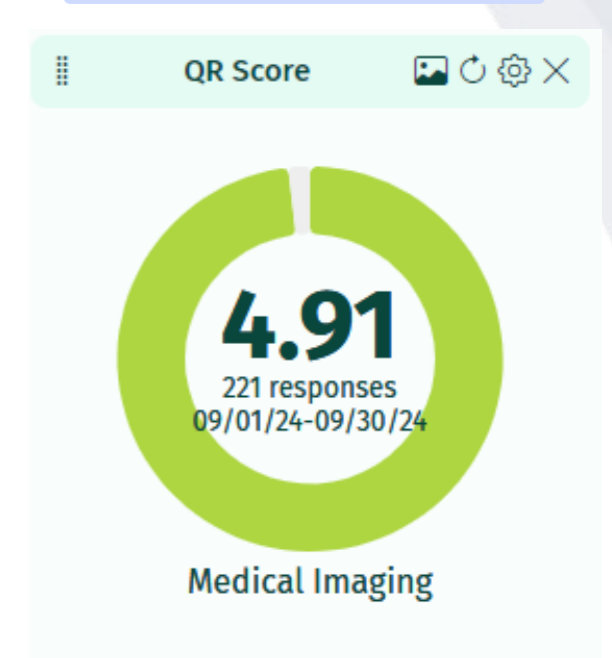 QR Score
4.91
221 responses
09/01/24-09/30/24
Medical Imaging